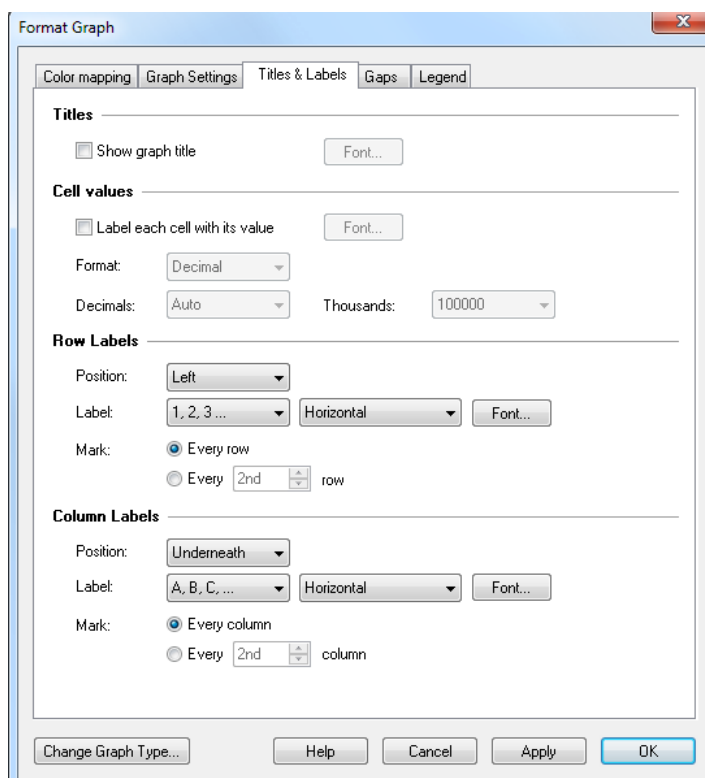 Format Graph
Color mapping Graph Settings Titles & Labels Gaps Legend
Titles
Show graph title Font...
Cell values
Label each cell with its value Font...
Format: Decimal
Decimals: Auto Thousands: 100000
Row Labels
Position: Left
Label: 1, 2, 3 ... Horizontal Font...
Mark: Every row
Every 2nd row
Column Labels
Position: Underneath
Label: A, B, C, ... Horizontal Font...
Mark: Every column
Every 2nd column
Change Graph Type... Help Cancel Apply OK